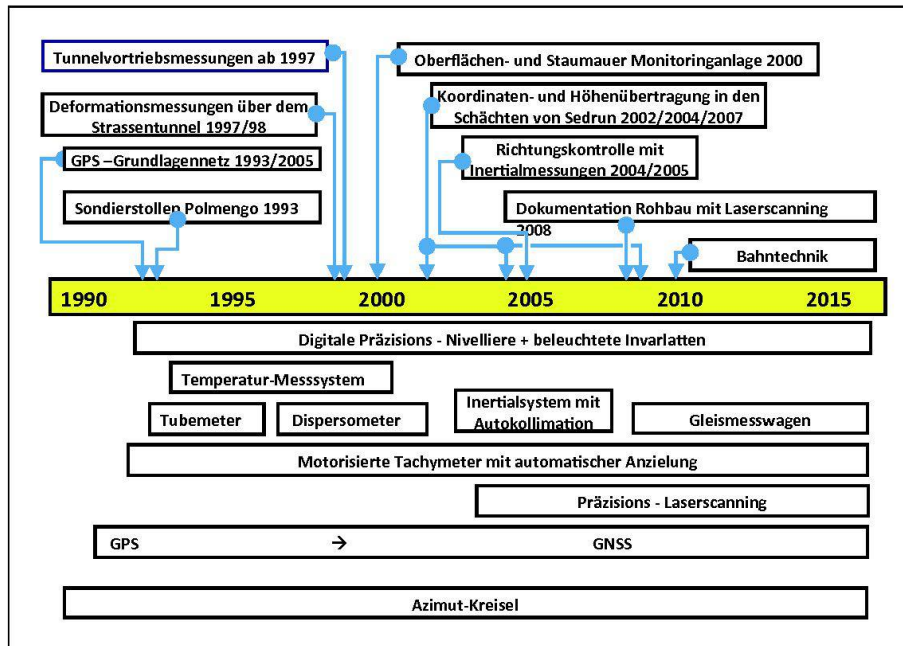 Tunnelvortriebsmessungen ab 1997
Oberflächen- und Staumauer Monitoringanlage 2000
Deformationsmessungen über dem
Strassentunnel 1997/98
Koordinaten- und Höhenübertragung in den
Schächten von Sedrun 2002/2004/2007
GPS –Grundlagennetz 1993/2005
Richtungskontrolle mit
Inertialmessungen 2004/2005
Sondierstollen Polmengo 1993
Dokumentation Rohbau mit Laserscanning
2008
Bahntechnik
1990 1995 2000 2005 2010 2015
Digitale Präzisions - Nivelliere + beleuchtete Invarlatten
Temperatur-Messsystem
Tubemeter
Dispersometer
Inertialsystem mit
Autokollimation
Gleismesswagen
Motorisierte Tachymeter mit automatischer Anzielung
Präzisions - Laserscanning
GPS → GNSS
Azimut-Kreisel